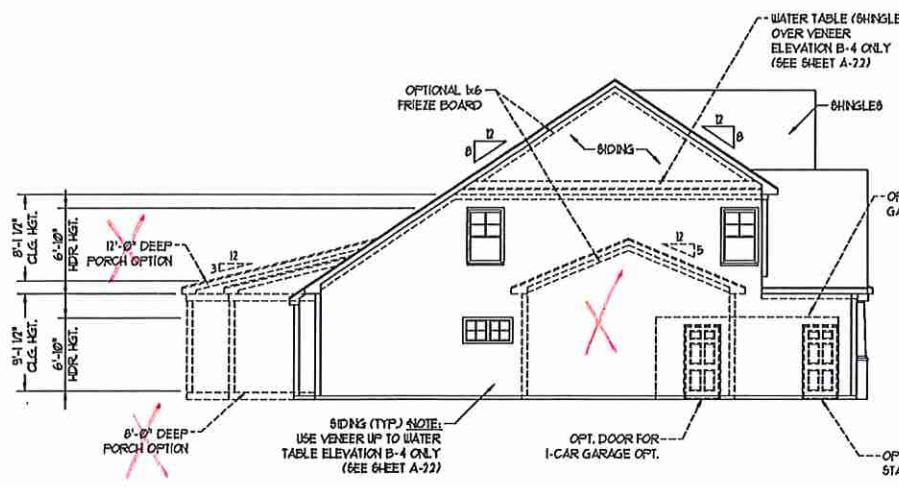 WATER TABLE (SHINGLE
OVER VENEER
ELEVATION B-4 ONLY
(SEE SHEET A-22)
OPTIONAL 1x6
FRIEZE BOARD
SHINGLES
12
8
12
8
SIDING
8'-1 1/2"
CLG. HGT.
6'-10"
HDR. HGT.
12'-0" DEEP
PORCH OPTION
12
3
12
5
OP
GA
9'-1 1/2"
CLG. HGT.
6'-10"
HDR. HGT.
8'-0" DEEP
PORCH OPTION
SIDING (TYP.) NOTE:
USE VENEER UP TO WATER
TABLE ELEVATION B-4 ONLY
(SEE SHEET A-22)
OPT. DOOR FOR
1-CAR GARAGE OPT.
OP
STA